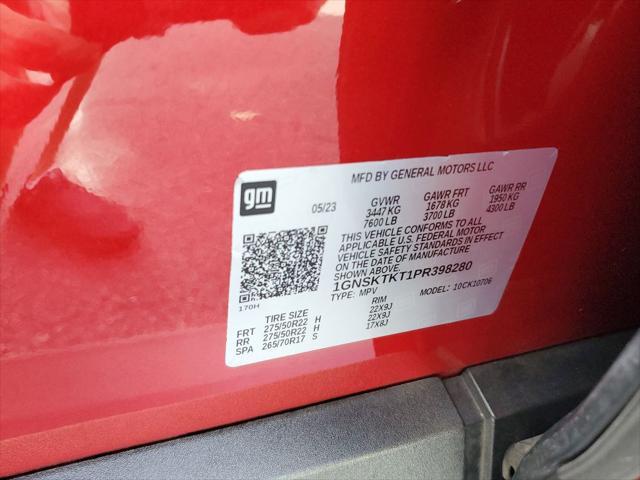 gm
MFD BY GENERAL MOTORS LLC
05/23 GVWR GAWR FRT GAWR RR
3447 KG 1678 KG 1950 KG
7600 LB 3700 LB 4300 LB
THIS VEHICLE CONFORMS TO ALL
APPLICABLE U.S. FEDERAL MOTOR
VEHICLE SAFETY STANDARDS IN EFFECT
ON THE DATE OF MANUFACTURE
SHOWN ABOVE.
1GNSKTKT1PR398280
TYPE: MPV MODEL: 10CK10706
170H
TIRE SIZE RIM
FRT 275/50R22 H 22X9J
RR 275/50R22 H 22X9J
SPA 265/70R17 S 17X8J